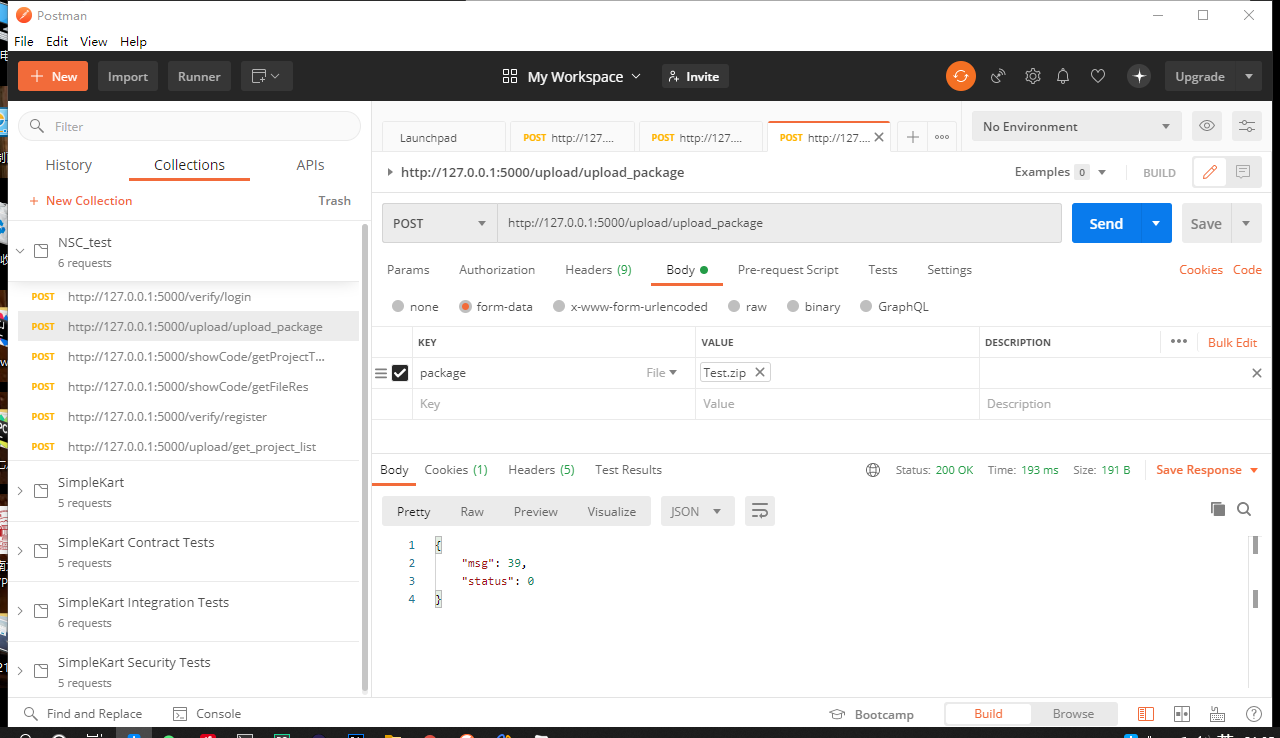 Postman
File Edit View Help
New Import Runner My Workspace Invite Upgrade
Filter
History Collections APIs
+ New Collection Trash
NSC_test
6 requests
POST http://127.0.0.1:5000/verify/login
POST http://127.0.0.1:5000/upload/upload_package
POST http://127.0.0.1:5000/showCode/getProjectT...
POST http://127.0.0.1:5000/showCode/getFileRes
POST http://127.0.0.1:5000/verify/register
POST http://127.0.0.1:5000/upload/get_project_list
SimpleKart
5 requests
SimpleKart Contract Tests
5 requests
SimpleKart Integration Tests
6 requests
SimpleKart Security Tests
5 requests
Launchpad POST http://127.... POST http://127.... POST http://127.... No Environment
http://127.0.0.1:5000/upload/upload_package Examples 0 BUILD
POST http://127.0.0.1:5000/upload/upload_package Send Save
Params Authorization Headers (9) Body Pre-request Script Tests Settings Cookies Code
none form-data x-www-form-urlencoded raw binary GraphQL
KEY VALUE DESCRIPTION Bulk Edit
package File Test.zip
Key Value Description
Body Cookies (1) Headers (5) Test Results Status: 200 OK Time: 193 ms Size: 191 B Save Response
Pretty Raw Preview Visualize JSON
1 {
2 "msg": 39,
3 "status": 0
4 }
Find and Replace Console Bootcamp Build Browse